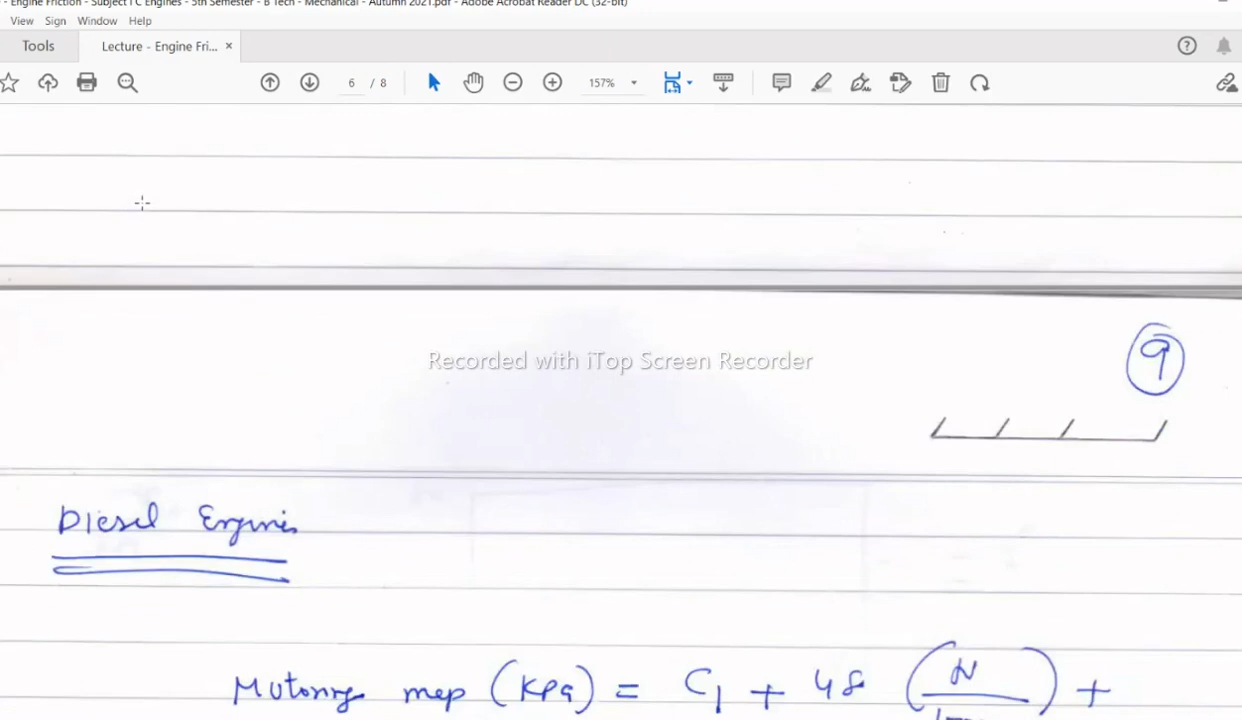 - Engine Friction - Subject I C Engines - 5th Semester - B Tech - Mechanical - Autumn 2021.pdf - Adobe Acrobat Reader DC (32-bit)
View Sign Window Help
Tools Lecture - Engine Fri... ×
6 / 8 157%
Recorded with iTop Screen Recorder
9
Diesel Engines
Motoring mep (KPa) = C1 + 48 (N/1000) +